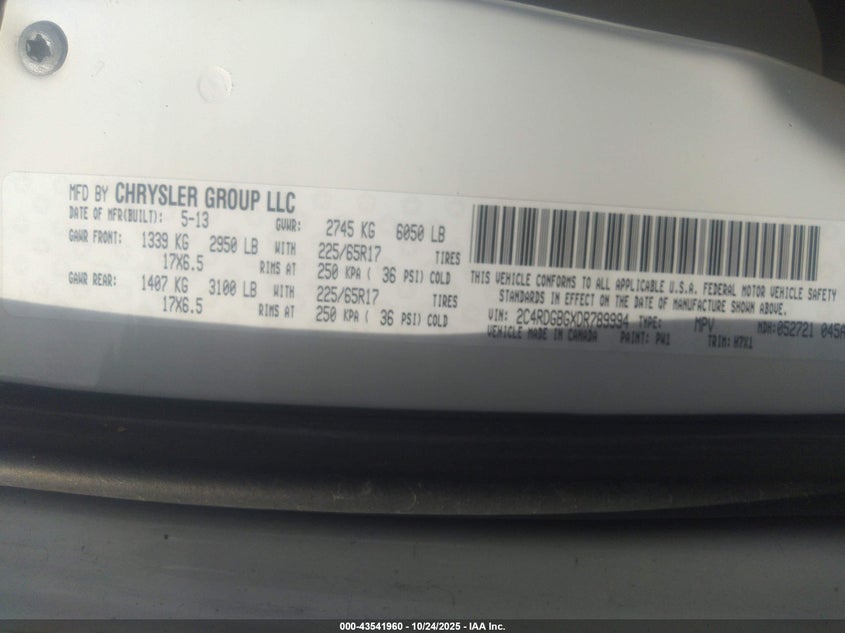 MFD BY CHRYSLER GROUP LLC
DATE OF MFR(BUILT): 5-13 GVWR: 2745 KG 6050 LB
GAWR FRONT: 1339 KG 2950 LB WITH 225/65R17 TIRES
17X6.5 RIMS AT 250 KPA ( 36 PSI) COLD
GAWR REAR: 1407 KG 3100 LB WITH 225/65R17 TIRES
17X6.5 RIMS AT 250 KPA ( 36 PSI) COLD
THIS VEHICLE CONFORMS TO ALL APPLICABLE U.S.A. FEDERAL MOTOR VEHICLE SAFETY
STANDARDS IN EFFECT ON THE DATE OF MANUFACTURE SHOWN ABOVE.
VIN: 2C4RDGBGXDR789994 TYPE: MPV MDH:052721 045A
VEHICLE MADE IN CANADA PAINT: PW1 TRIM: H7X1
000-43541960 - 10/24/2025 - IAA Inc.